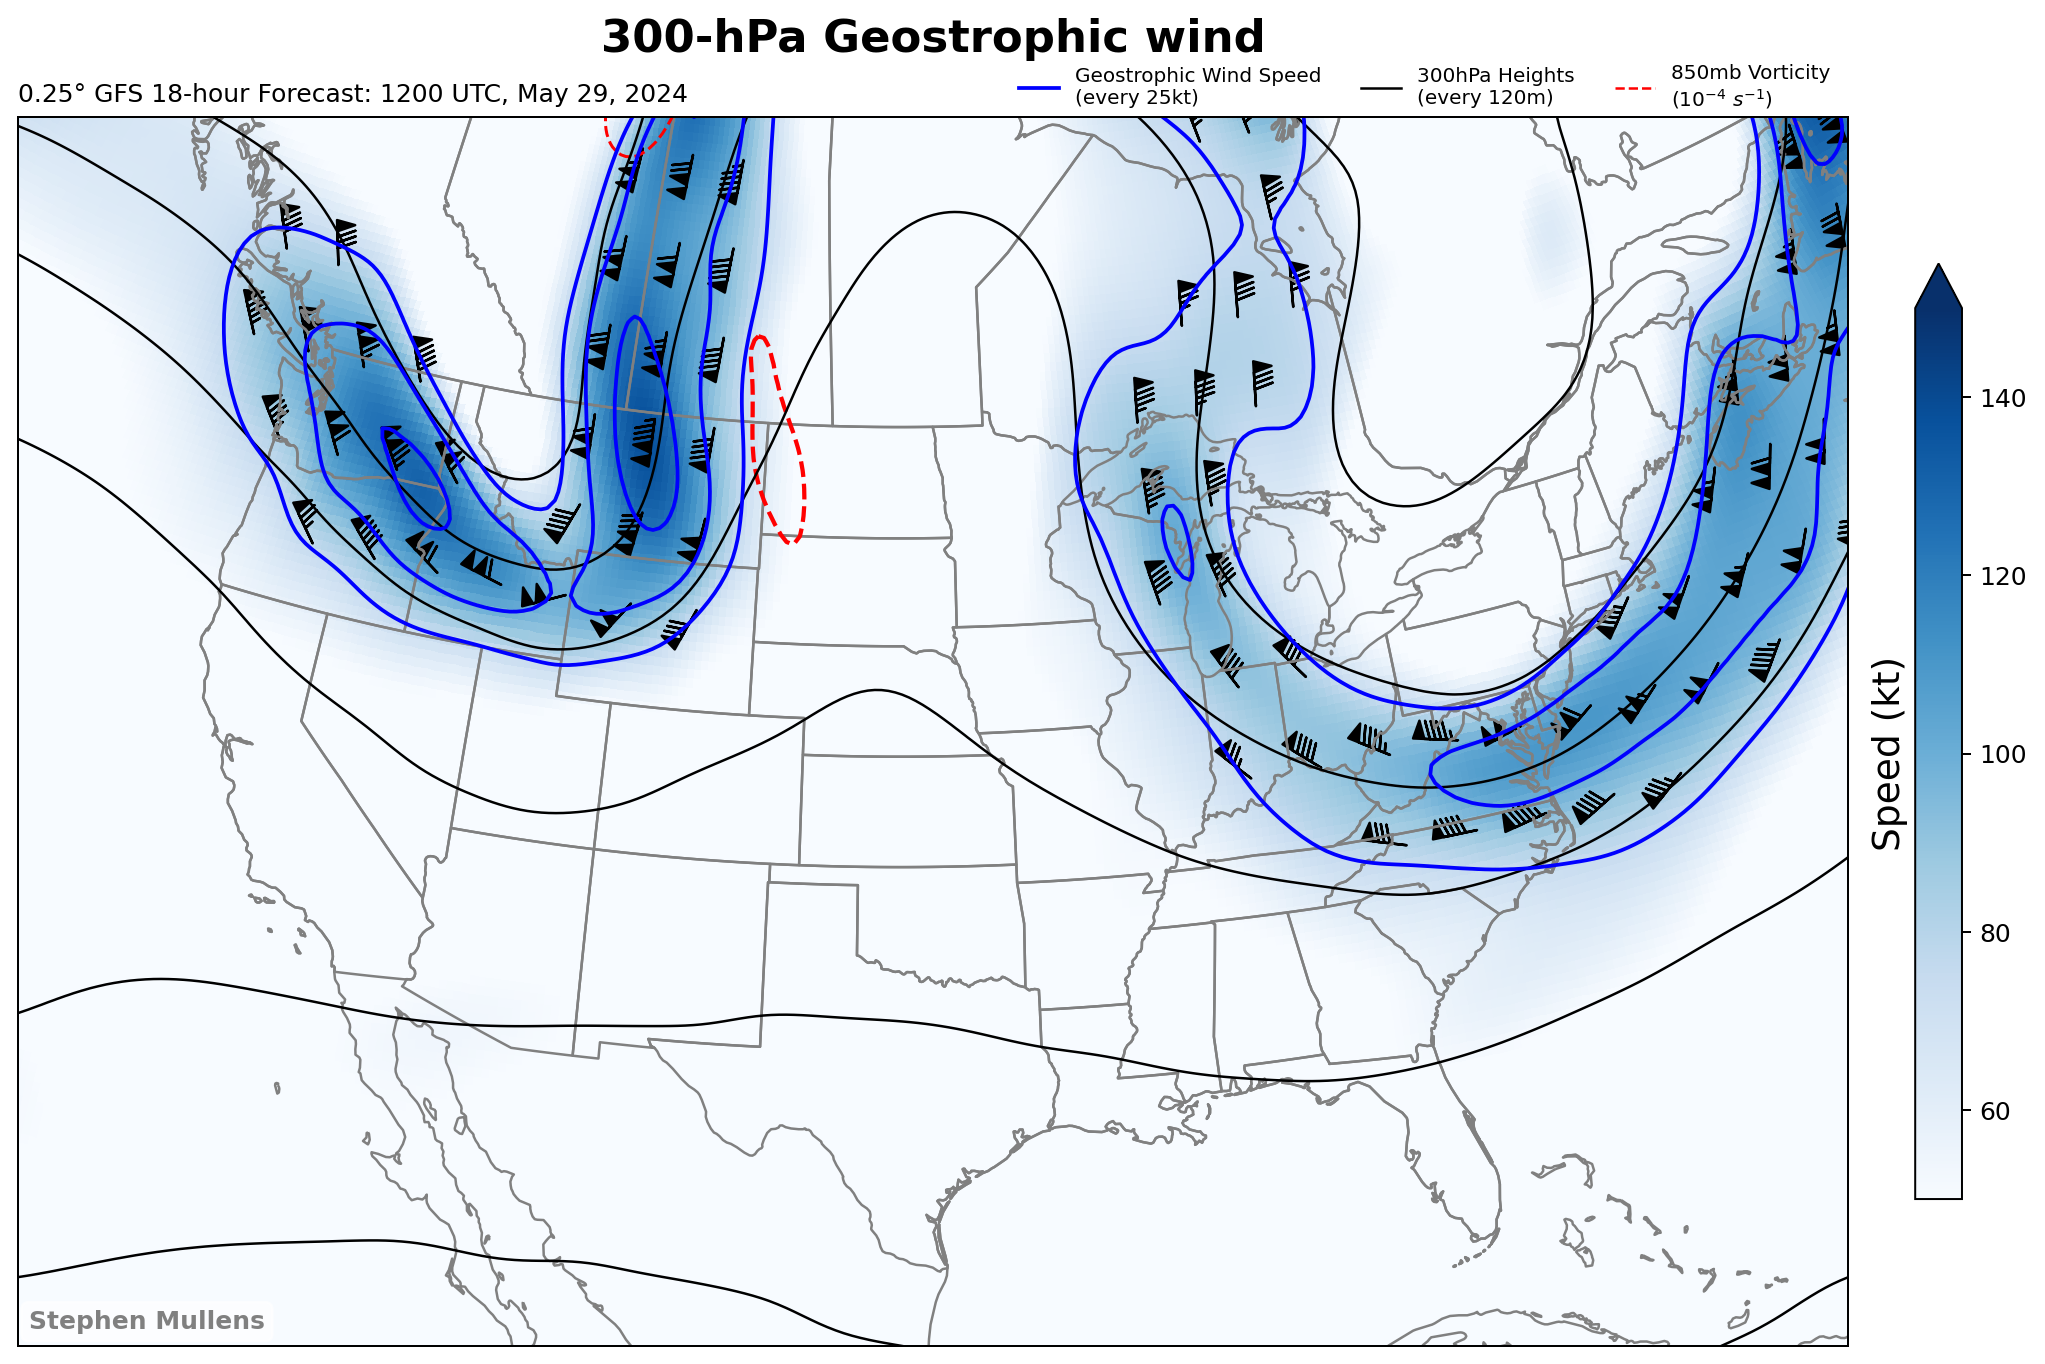 300-hPa Geostrophic wind
0.25° GFS 18-hour Forecast: 1200 UTC, May 29, 2024
Geostrophic Wind Speed
(every 25kt)
300hPa Heights
(every 120m)
850mb Vorticity
(10⁻⁴ s⁻¹)
140
120
100
80
60
Speed (kt)
Stephen Mullens